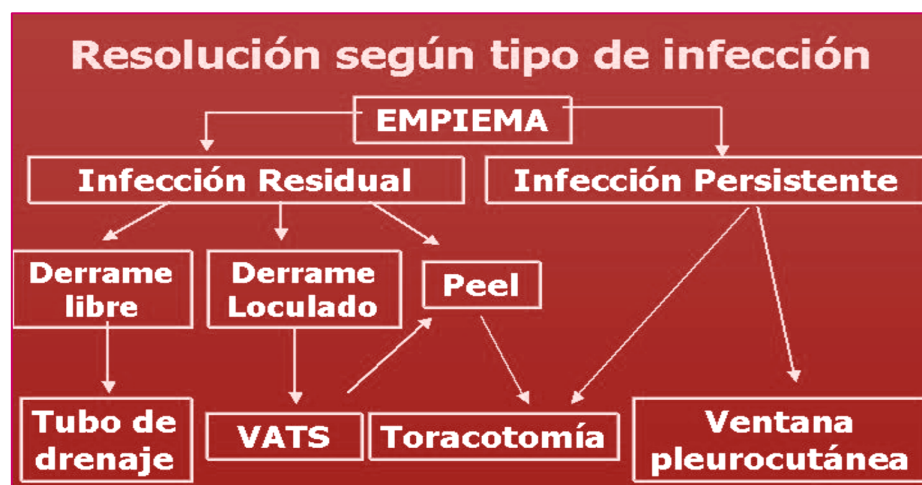 Resolución según tipo de infección
EMPIEMA
Infección Residual
Infección Persistente
Derrame
libre
Derrame
Loculado
Peel
Tubo de
drenaje
VATS
Toracotomía
Ventana
pleurocutánea